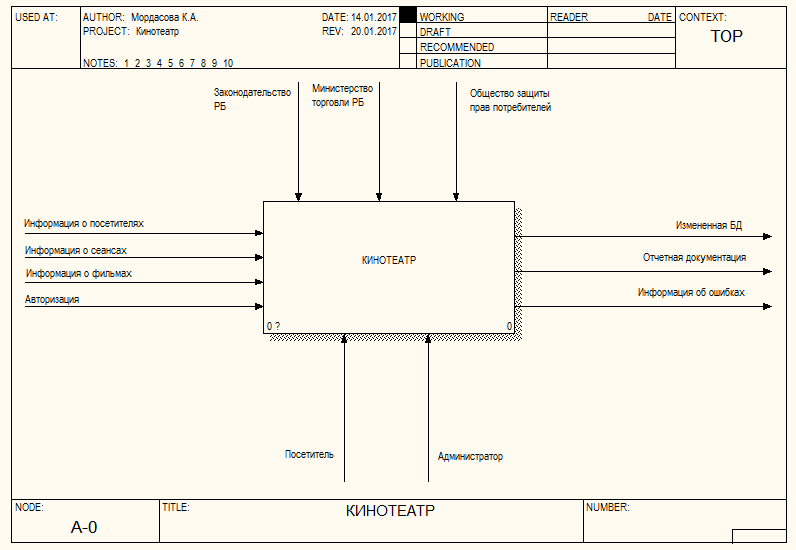 USED AT:
AUTHOR: Мордасова К.А.
DATE: 14.01.2017
PROJECT: Кинотеатр
REV: 20.01.2017
NOTES: 1 2 3 4 5 6 7 8 9 10
WORKING
DRAFT
RECOMMENDED
PUBLICATION
READER
DATE
CONTEXT:
TOP
Законодательство
РБ
Министерство
торговли РБ
Общество защиты
прав потребителей
Информация о посетителях
Информация о сеансах
Информация о фильмах
Авторизация
КИНОТЕАТР
0 ?
0
Измененная БД
Отчетная документация
Информация об ошибках
Посетитель
Администратор
NODE:
A-0
TITLE:
КИНОТЕАТР
NUMBER: